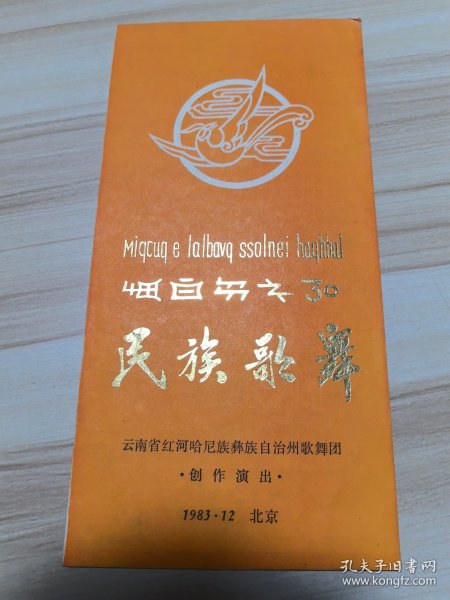 Miqcuq e lalbavq ssolnei haqjhul
民族歌舞
云南省红河哈尼族彝族自治州歌舞团
·创作演出·
1983·12 北京
孔夫子旧书网
www.kongfz.com